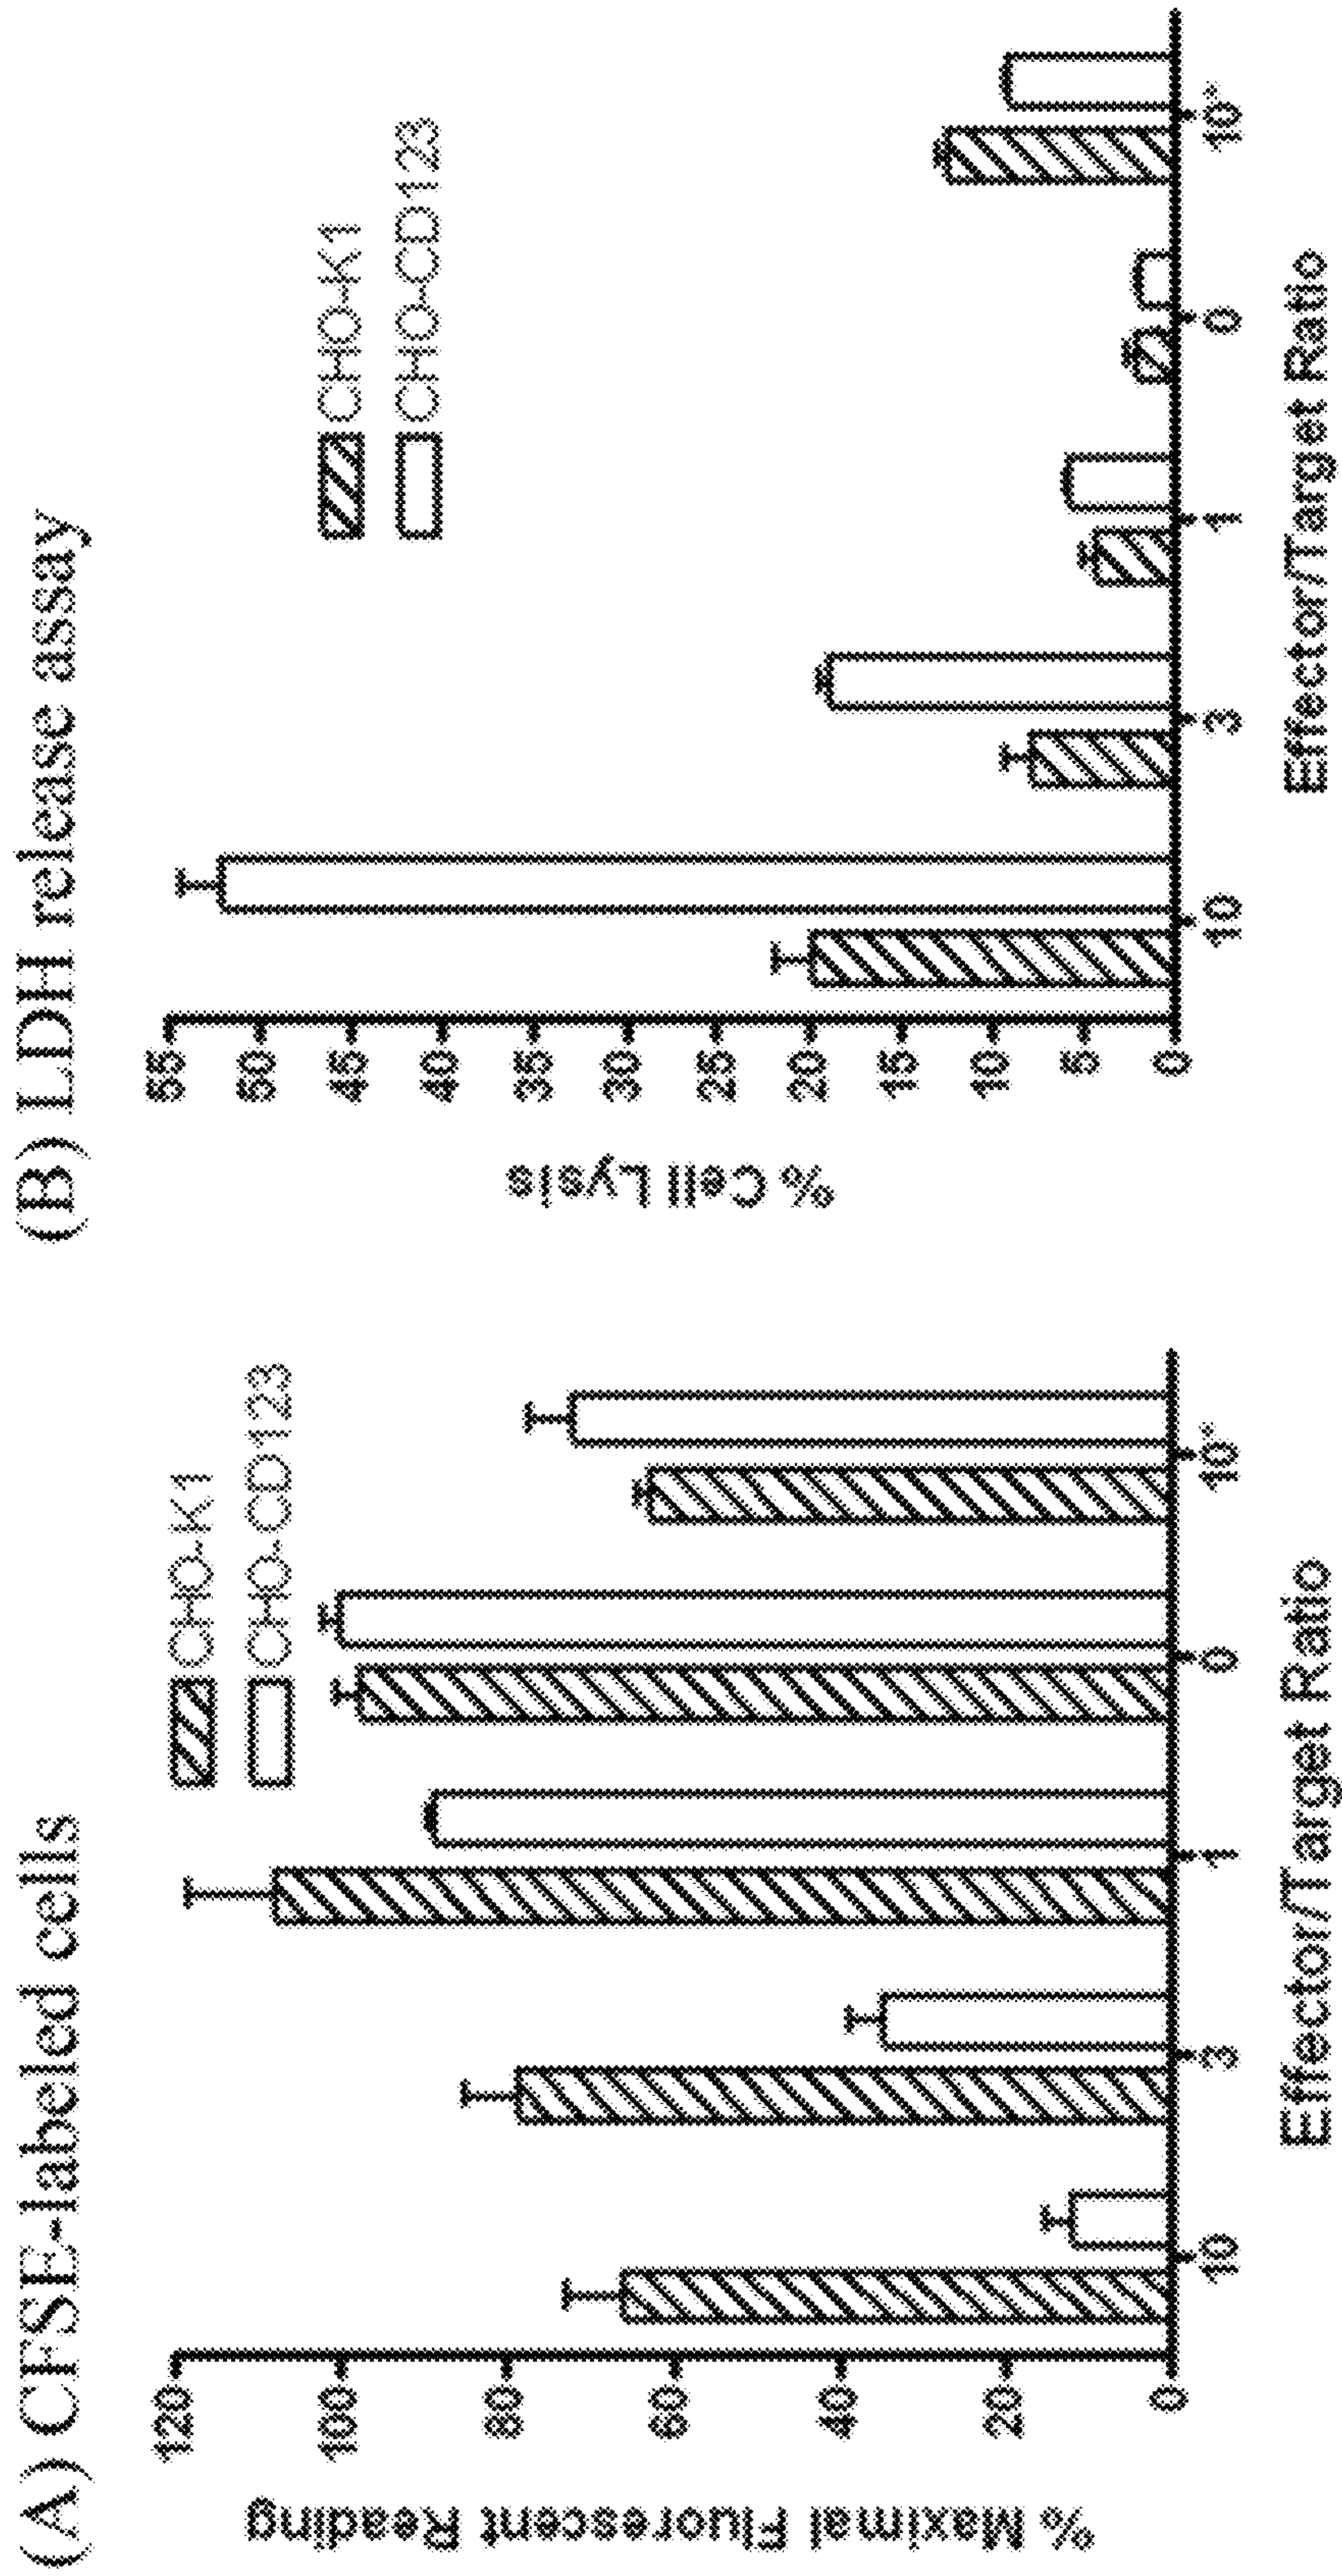 (A) CFSE-labeled cells
CHO-K1
CHO-CD123
% Maximal Fluorescent Reading
120
100
80
60
40
20
0
10
3
1
0
10*
Effector/Target Ratio
(B) LDH release assay
CHO-K1
CHO-CD123
% Cell Lysis
55
50
45
40
35
30
25
20
15
10
5
0
10
3
1
0
10*
Effector/Target Ratio